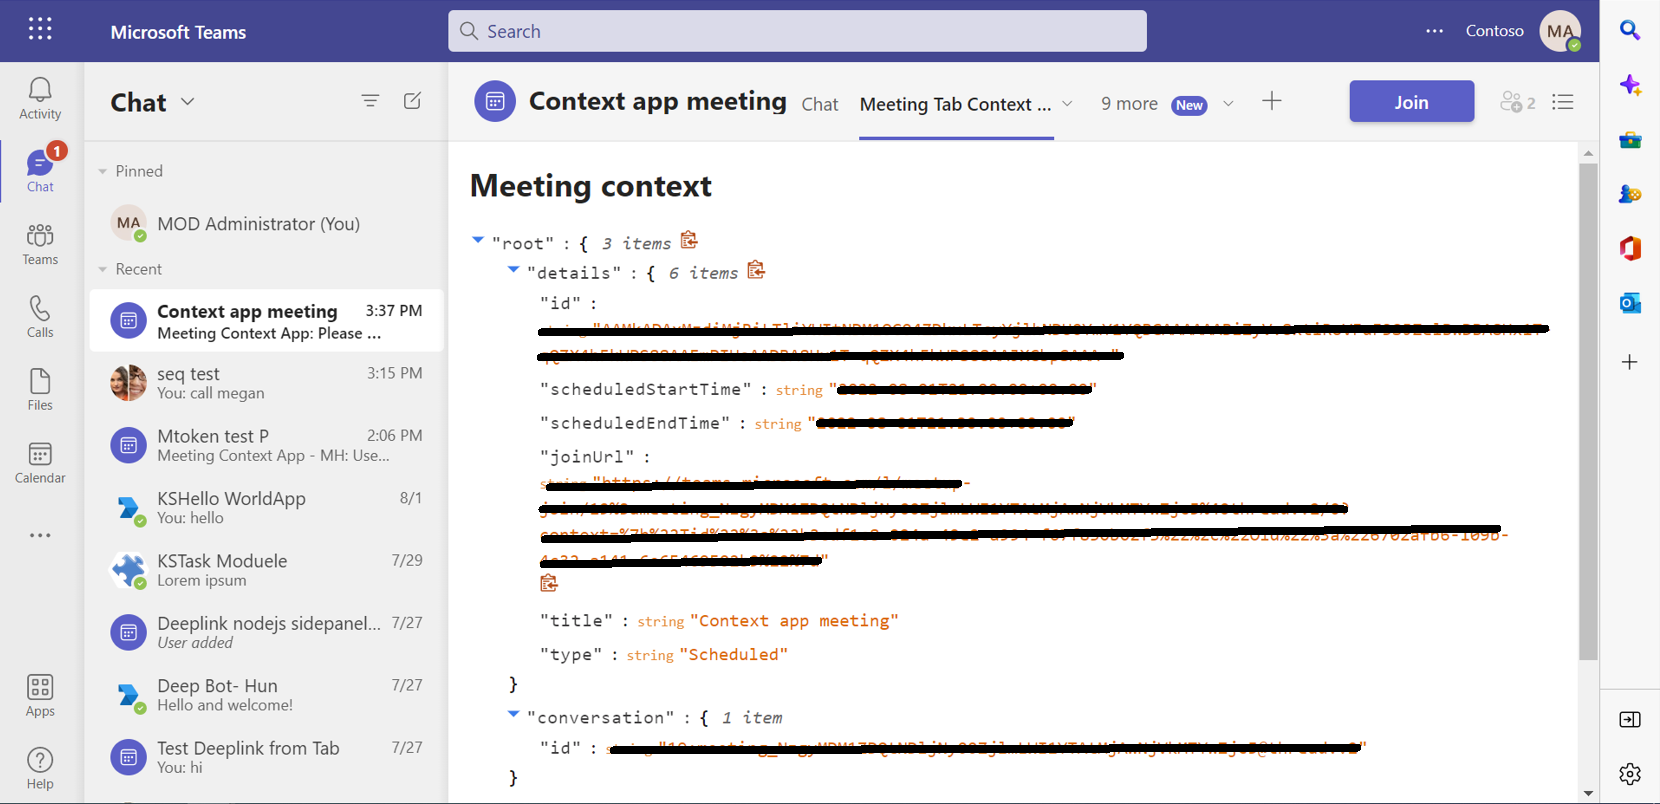 Microsoft Teams
Search
Contoso
MA
Activity
1
Chat
Teams
Calls
Files
Calendar
Apps
Help
Chat
Pinned
MA
MOD Administrator (You)
Recent
Context app meeting 3:37 PM
Meeting Context App: Please ...
seq test 3:15 PM
You: call megan
Mtoken test P 2:06 PM
Meeting Context App - MH: Use...
KSHello WorldApp 8/1
You: hello
KSTask Moduele 7/29
Lorem ipsum
Deeplink nodejs sidepanel... 7/27
User added
Deep Bot- Hun 7/27
Hello and welcome!
Test Deeplink from Tab 7/27
You: hi
Context app meeting Chat Meeting Tab Context ... 9 more New Join 2
Meeting context
"root" : { 3 items
"details" : { 6 items
"id" :
"scheduledStartTime" : string
"scheduledEndTime" : string
"joinUrl" :
"title" : string "Context app meeting"
"type" : string "Scheduled"
}
"conversation" : { 1 item
"id" :
}